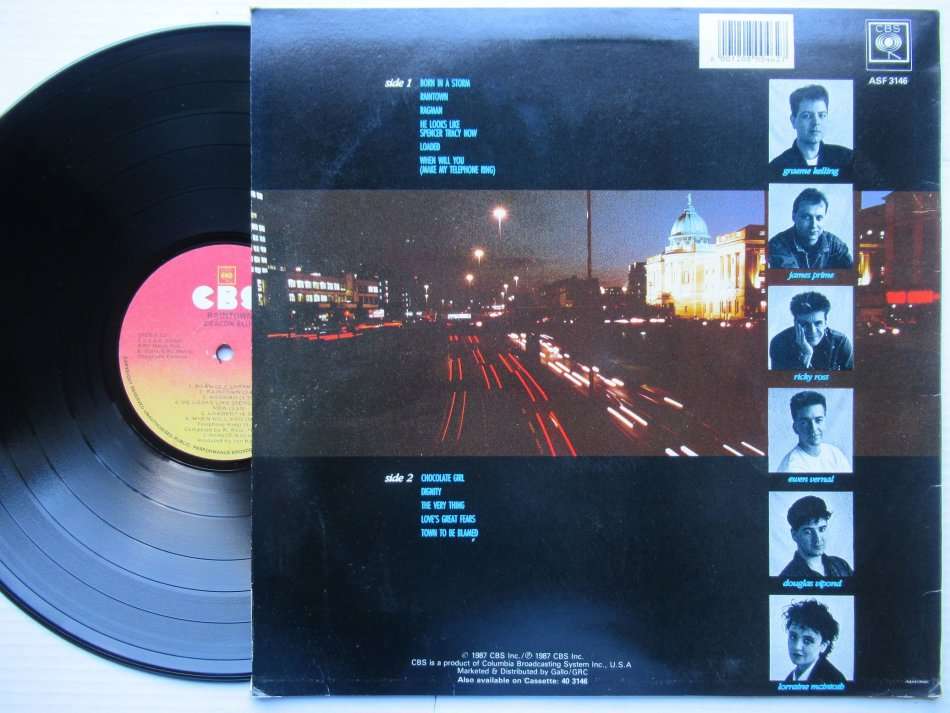 CBS
ASF 3146
side 1
BORN IN A STORM
RAINTOWN
RAGMAN
HE LOOKS LIKE
SPENCER TRACY NOW
LOADED
WHEN WILL YOU
(MAKE MY TELEPHONE RING)
graeme kelling
james prime
ricky ross
ewen vernal
douglas vipond
lorraine mcintosh
side 2
CHOCOLATE GIRL
DIGNITY
THE VERY THING
LOVE'S GREAT FEARS
TOWN TO BE BLAMED
© 1987 CBS Inc./℗ 1987 CBS Inc.
CBS is a product of Columbia Broadcasting System Inc., U.S.A
Marketed & Distributed by Gallo/GRC
Also available on Cassette: 40 3146
CBS
RAINTOWN
DEACON BLUE